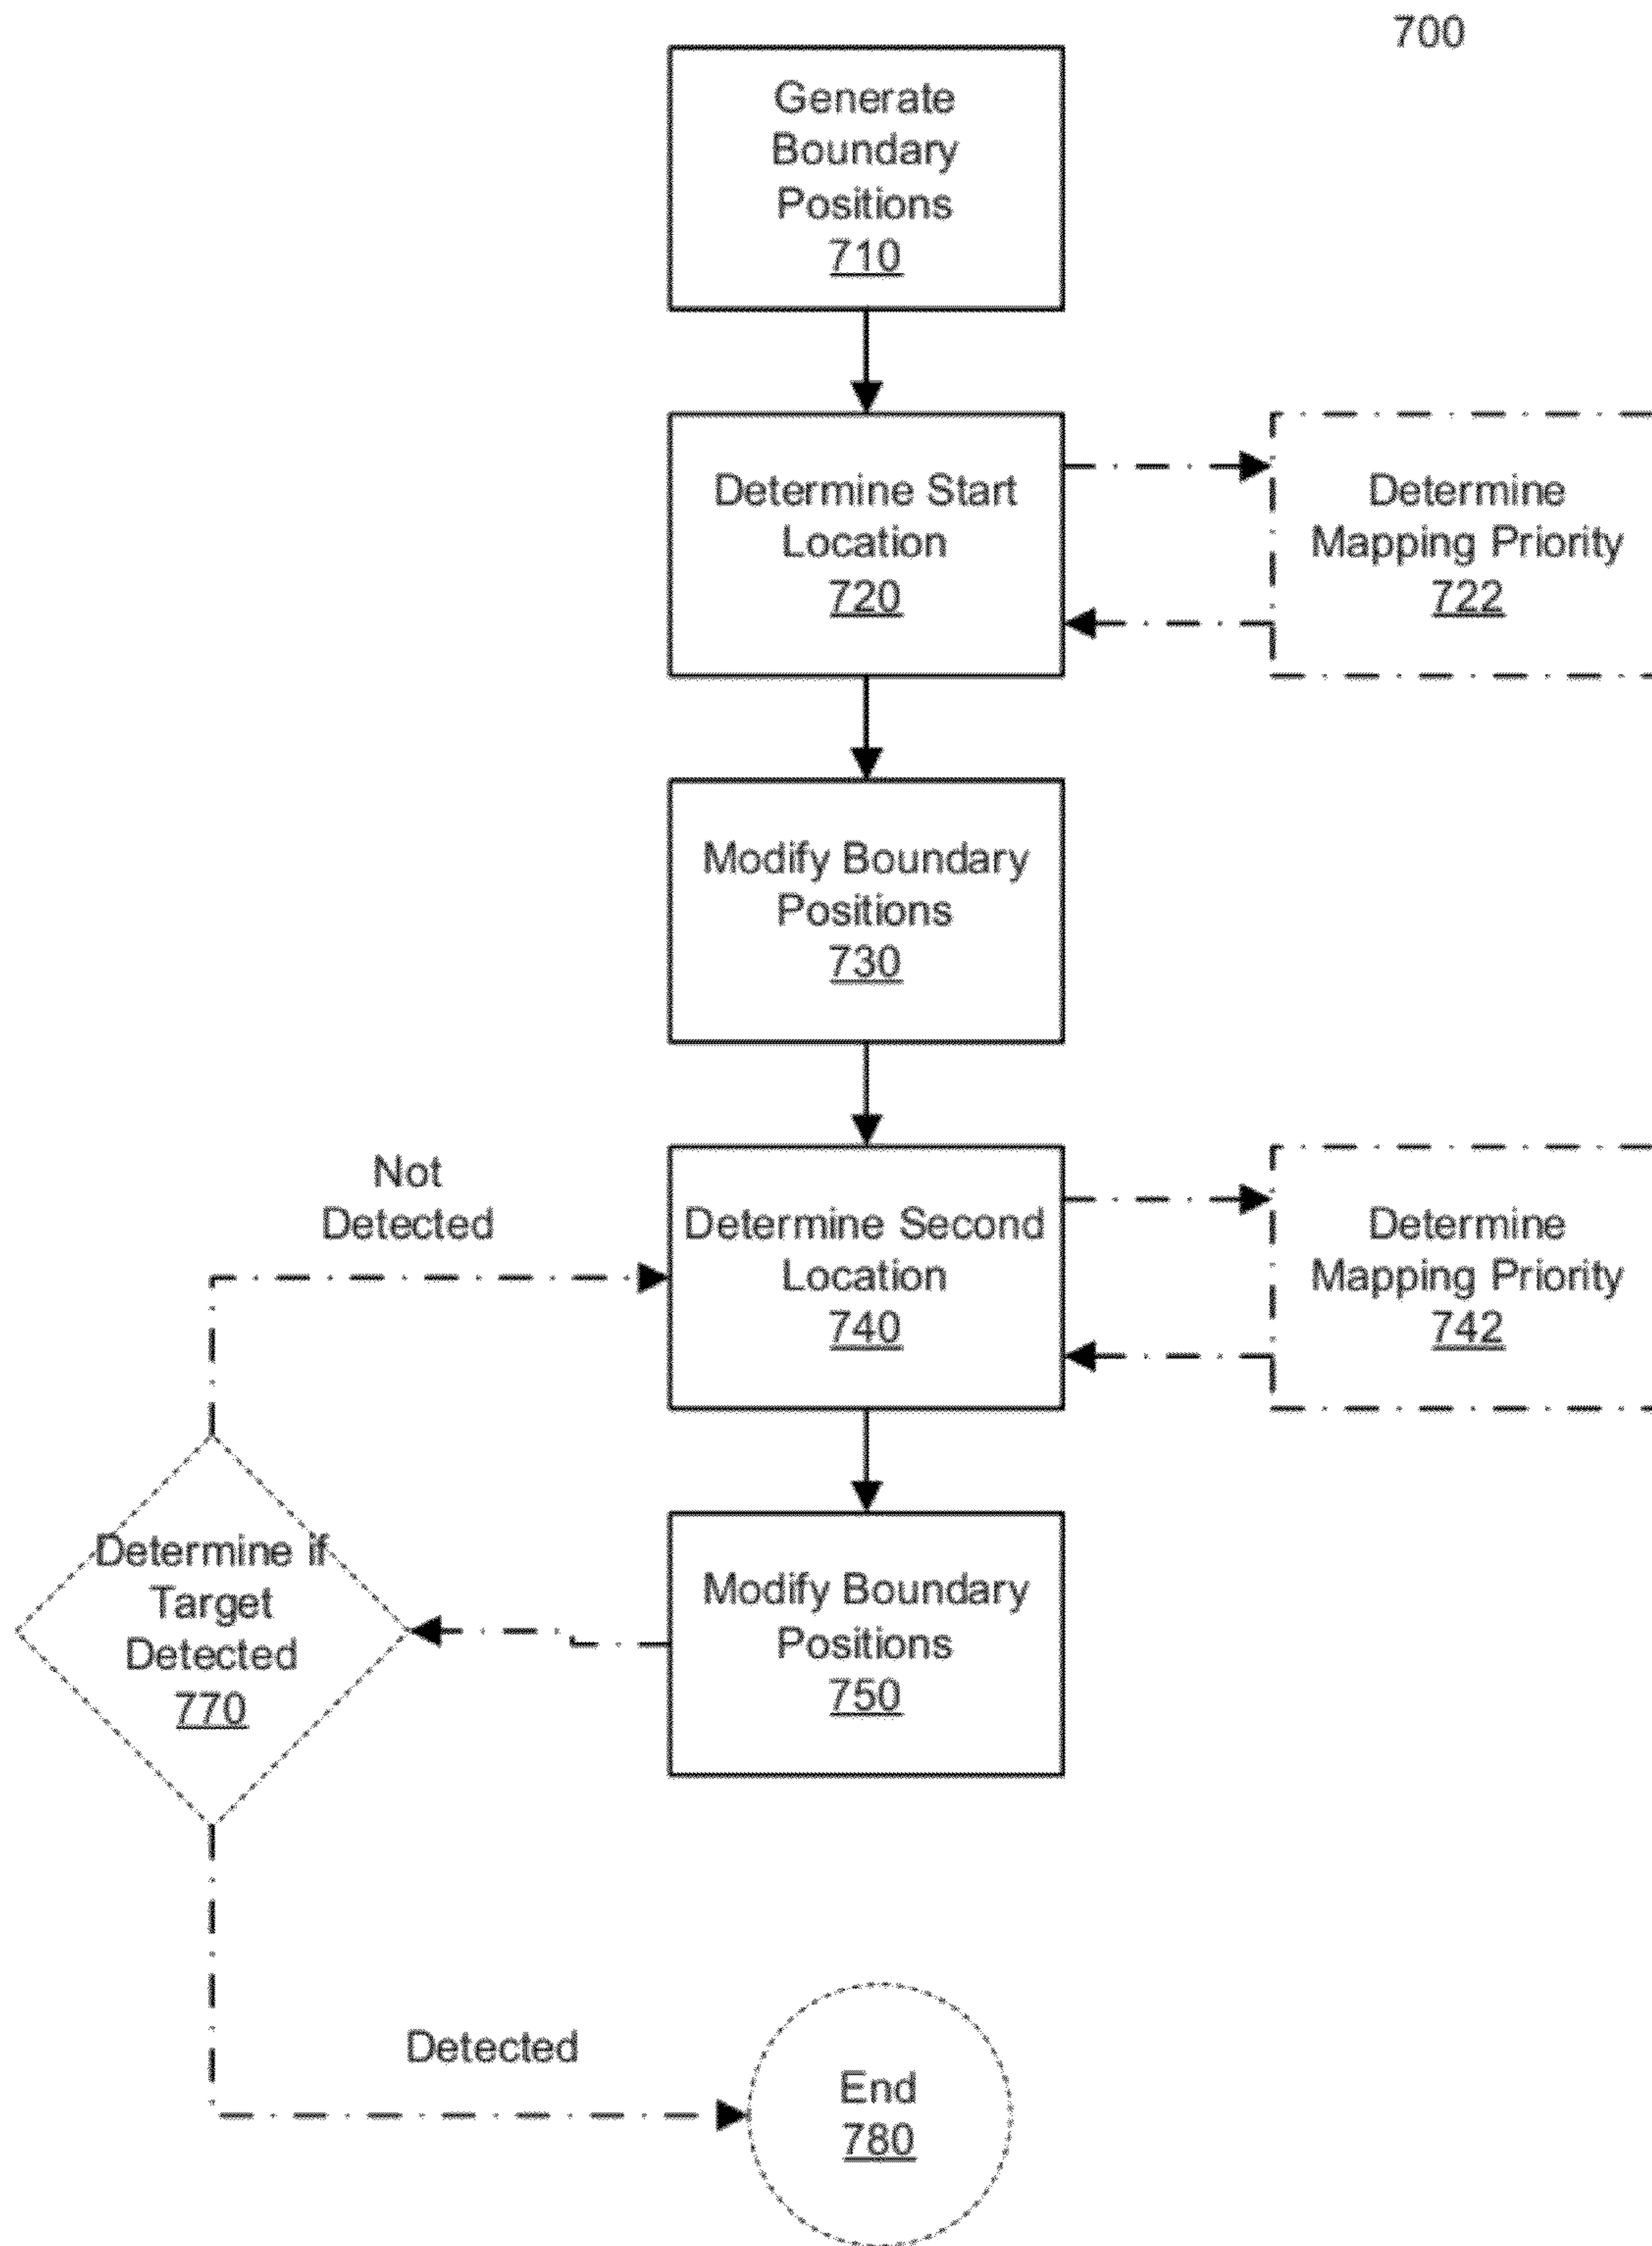 700
Generate
Boundary
Positions
710
Determine Start
Location
720
Determine
Mapping Priority
722
Modify Boundary
Positions
730
Not
Detected
Determine Second
Location
740
Determine
Mapping Priority
742
Determine if
Target
Detected
770
Modify Boundary
Positions
750
Detected
End
780